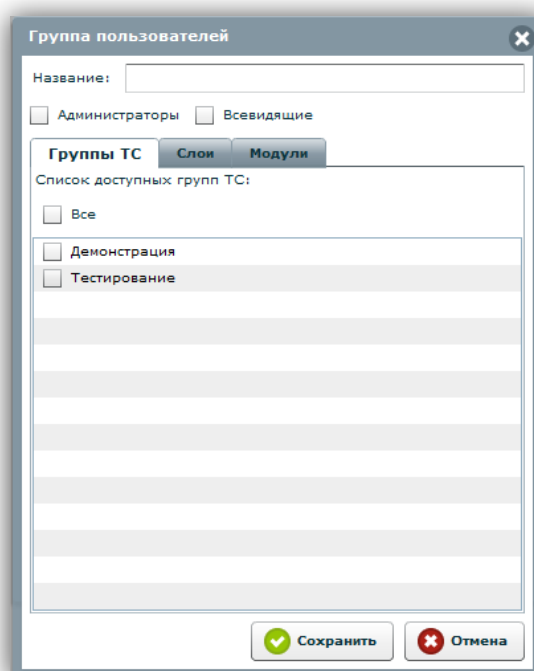 Группа пользователей
Название:
Администраторы Всевидящие
Группы ТС Слои Модули
Список доступных групп ТС:
Все
Демонстрация
Тестирование
Сохранить Отмена